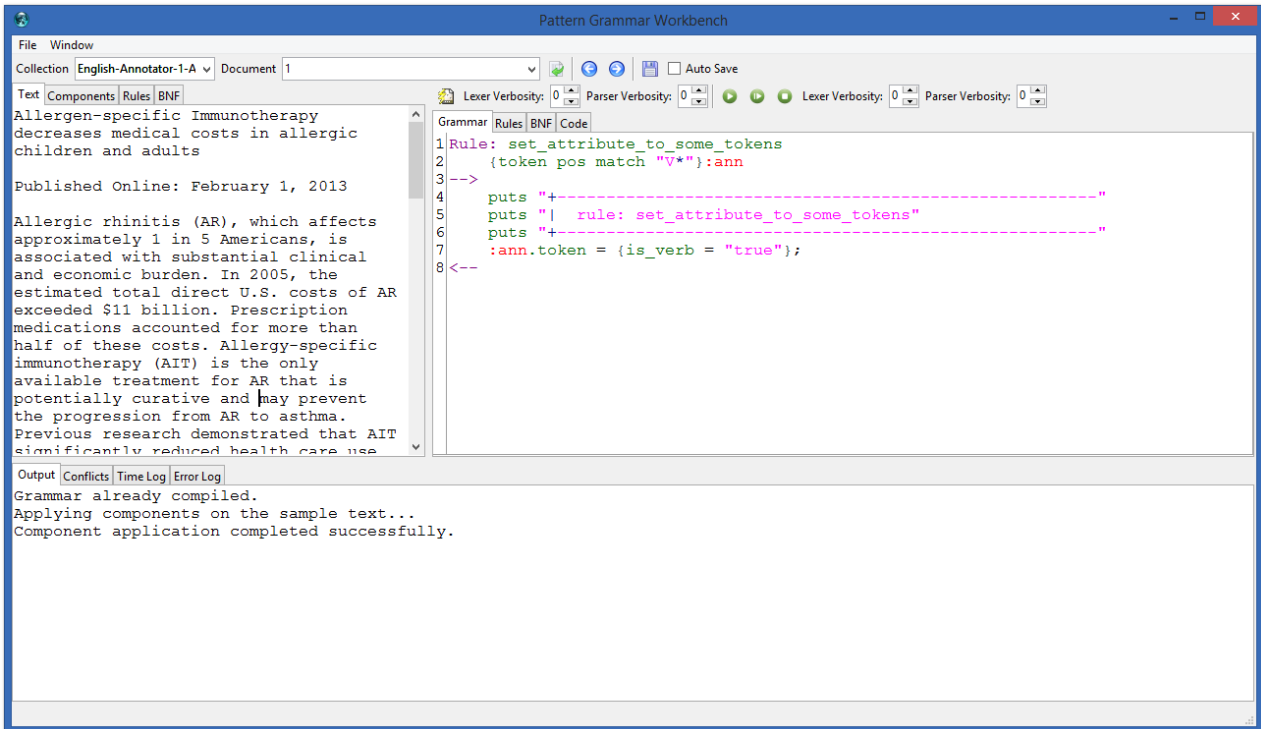 Pattern Grammar Workbench
File Window
Collection English-Annotator-1-A Document 1 Auto Save
Text Components Rules BNF
Allergen-specific Immunotherapy
decreases medical costs in allergic
children and adults
Published Online: February 1, 2013
Allergic rhinitis (AR), which affects
approximately 1 in 5 Americans, is
associated with substantial clinical
and economic burden. In 2005, the
estimated total direct U.S. costs of AR
exceeded $11 billion. Prescription
medications accounted for more than
half of these costs. Allergy-specific
immunotherapy (AIT) is the only
available treatment for AR that is
potentially curative and may prevent
the progression from AR to asthma.
Previous research demonstrated that AIT
significantly reduced health care use
Lexer Verbosity: 0 Parser Verbosity: 0 Lexer Verbosity: 0 Parser Verbosity: 0
Grammar Rules BNF Code
1 Rule: set_attribute_to_some_tokens
2 {token pos match "V*"}:ann
3 -->
4 puts "+------------------------------------------------------------"
5 puts "| rule: set_attribute_to_some_tokens"
6 puts "+------------------------------------------------------------"
7 :ann.token = {is_verb = "true"};
8 <--
Output Conflicts Time Log Error Log
Grammar already compiled.
Applying components on the sample text...
Component application completed successfully.